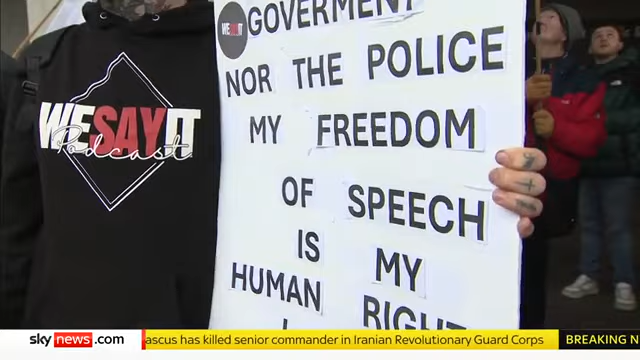 WE SAY IT
GOVERMENT
NOR THE POLICE
MY FREEDOM
OF SPEECH
IS MY
HUMAN RIGHT
WESAYIT
Podcast
sky news.com
ascus has killed senior commander in Iranian Revolutionary Guard Corps
BREAKING N